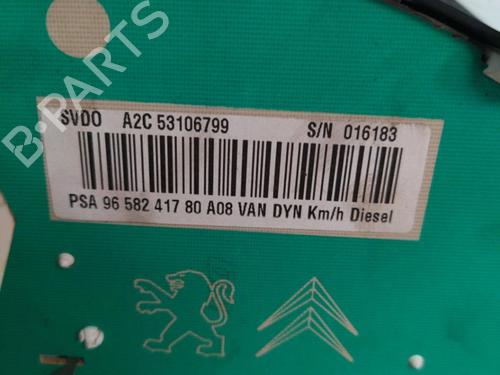 B-PARTS
SVDO A2C 53106799 S/N 016183
PSA 96 582 417 80 A08 VAN DYN Km/h Diesel